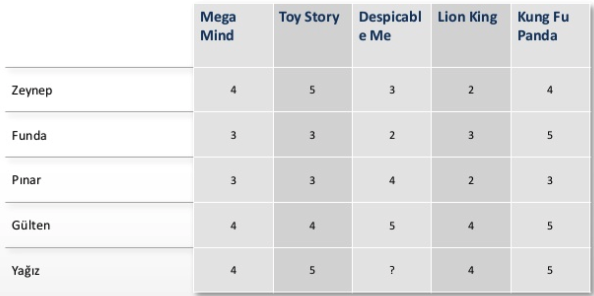 Mega Toy Story Despicabl Lion King Kung Fu
Mind e Me Panda
Zeynep 4 5 3 2 4
Funda 3 3 2 3 5
Pınar 3 3 4 2 3
Gülten 4 4 5 4 5
Yağız 4 5 ? 4 5